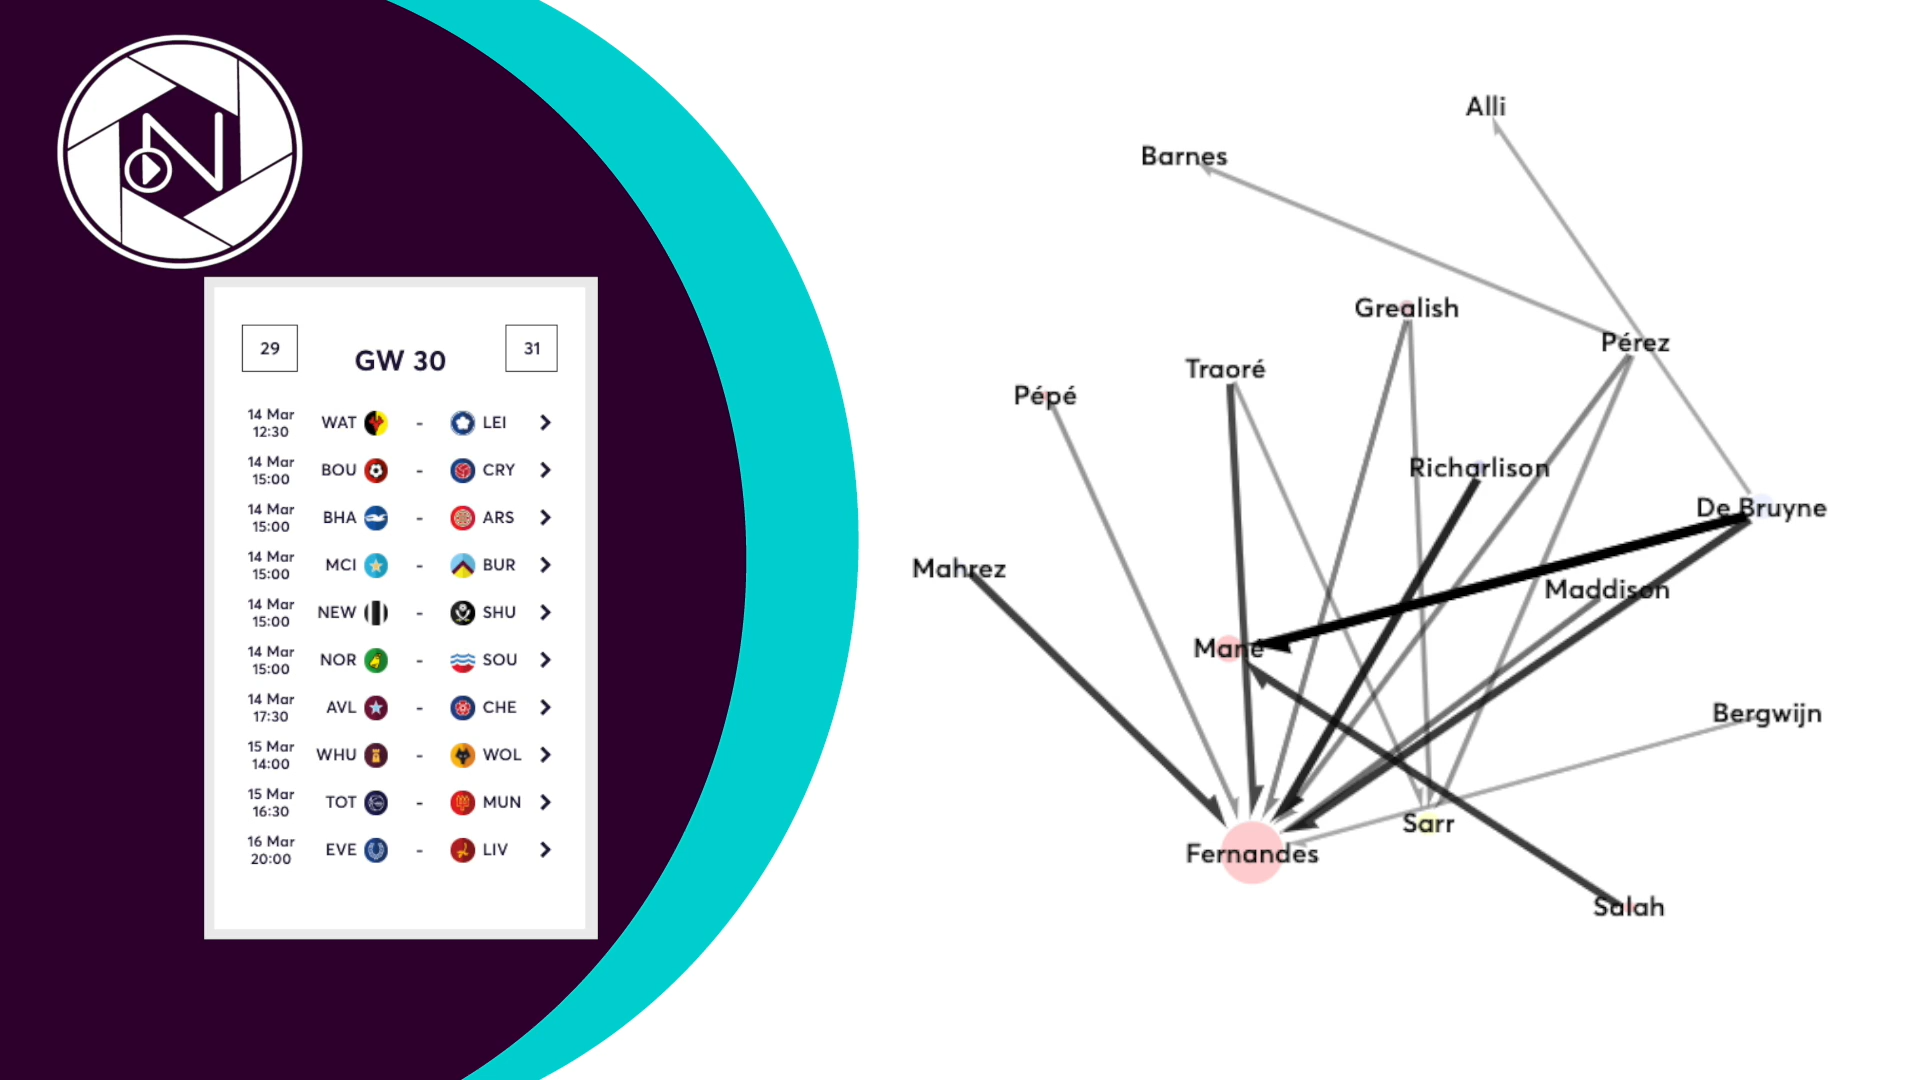 N
29
GW 30
31
14 Mar
12:30
WAT - LEI
14 Mar
15:00
BOU - CRY
14 Mar
15:00
BHA - ARS
14 Mar
15:00
MCI - BUR
14 Mar
15:00
NEW - SHU
14 Mar
15:00
NOR - SOU
14 Mar
17:30
AVL - CHE
15 Mar
14:00
WHU - WOL
15 Mar
16:30
TOT - MUN
16 Mar
20:00
EVE - LIV
Alli
Barnes
Grealish
Pérez
Traoré
Pépé
Richarlison
De Bruyne
Mahrez
Maddison
Mané
Bergwijn
Sarr
Fernandes
Salah